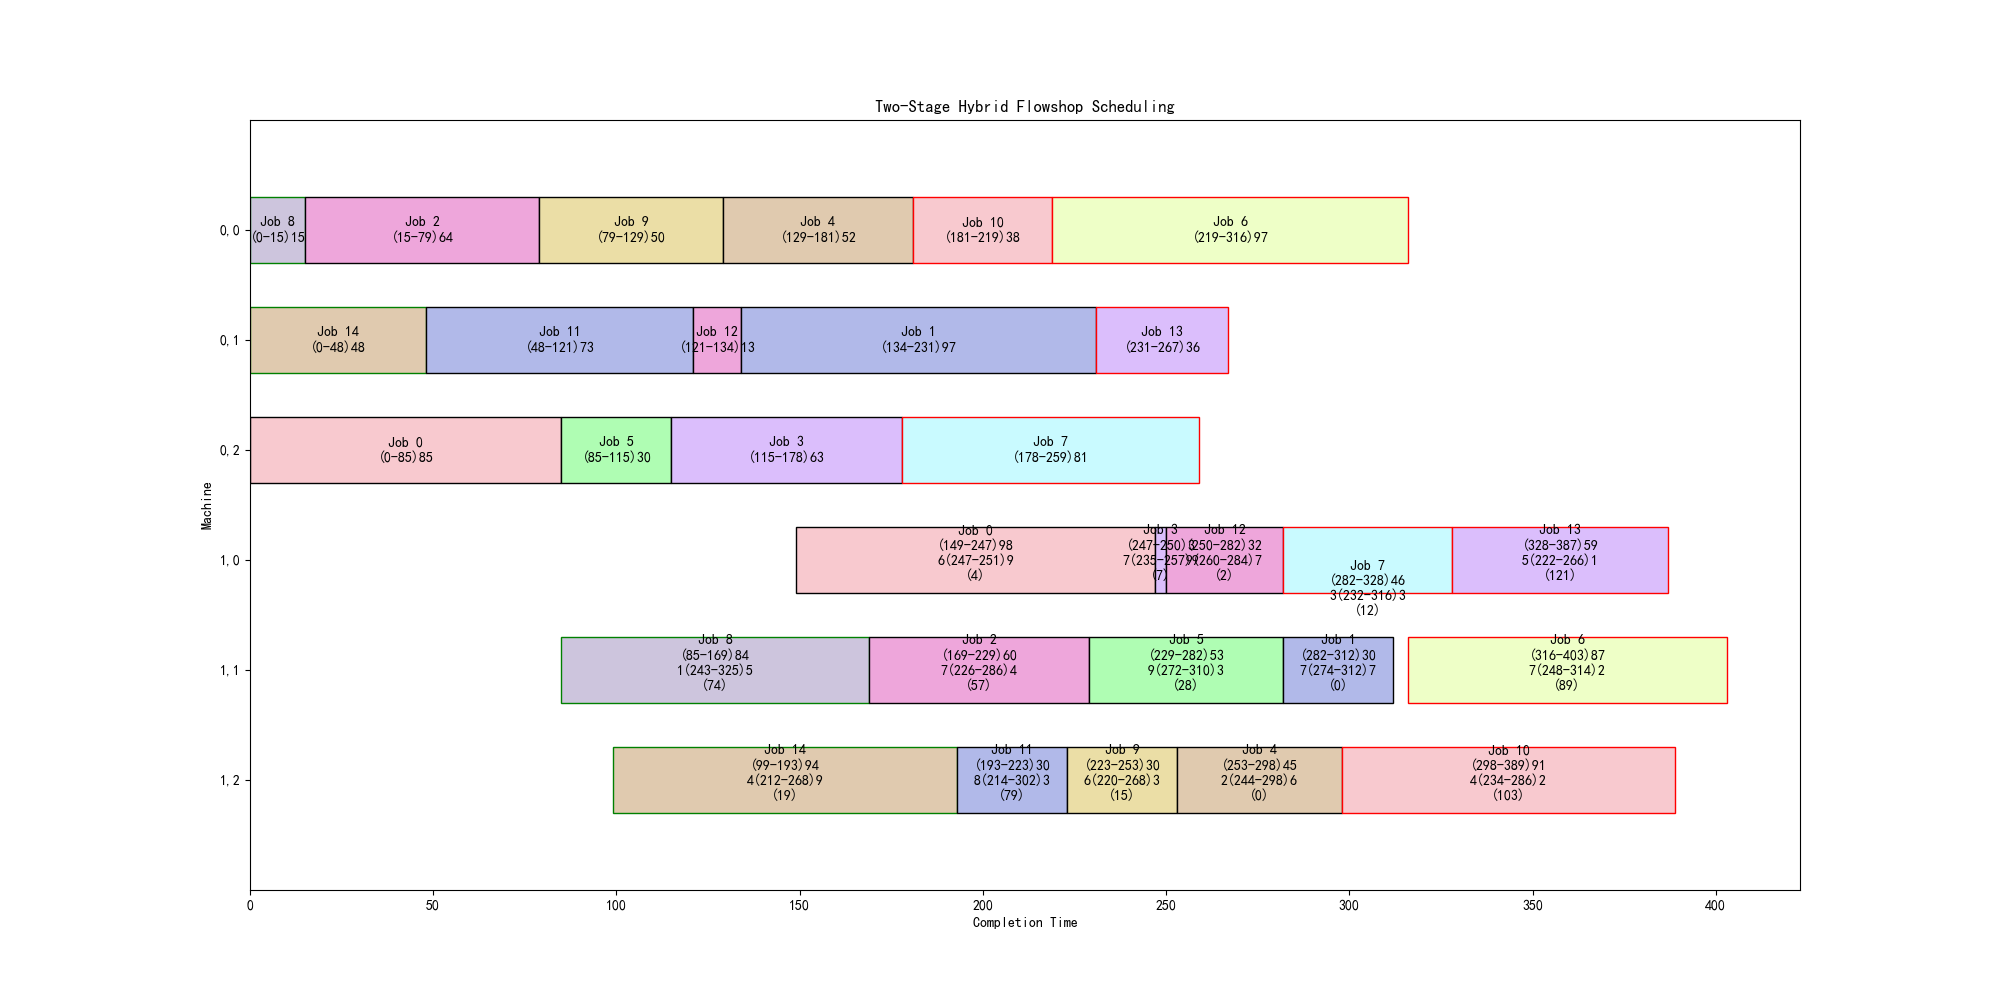 Two-Stage Hybrid Flowshop Scheduling
Machine
0,0
Job 8
(0-15)15
Job 2
(15-79)64
Job 9
(79-129)50
Job 4
(129-181)52
Job 10
(181-219)38
Job 6
(219-316)97
0,1
Job 14
(0-48)48
Job 11
(48-121)73
Job 12
(121-134)13
Job 1
(134-231)97
Job 13
(231-267)36
0,2
Job 0
(0-85)85
Job 5
(85-115)30
Job 3
(115-178)63
Job 7
(178-259)81
1,0
Job 0
(149-247)98
6(247-251)9
(4)
Job 3
(247-250)3
7(235-257)9
(7)
Job 12
(250-282)32
(260-284)7
(2)
Job 7
(282-328)46
3(232-316)3
(12)
Job 13
(328-387)59
5(222-266)1
(121)
1,1
Job 8
(85-169)84
1(243-325)5
(74)
Job 2
(169-229)60
7(226-286)4
(57)
Job 5
(229-282)53
9(272-310)3
(28)
Job 1
(282-312)30
7(274-312)7
(0)
Job 6
(316-403)87
7(248-314)2
(89)
1,2
Job 14
(99-193)94
4(212-268)9
(19)
Job 11
(193-223)30
8(214-302)3
(79)
Job 9
(223-253)30
6(220-268)3
(15)
Job 4
(253-298)45
2(244-298)6
(0)
Job 10
(298-389)91
4(234-286)2
(103)
0
50
100
150
200
250
300
350
400
Completion Time